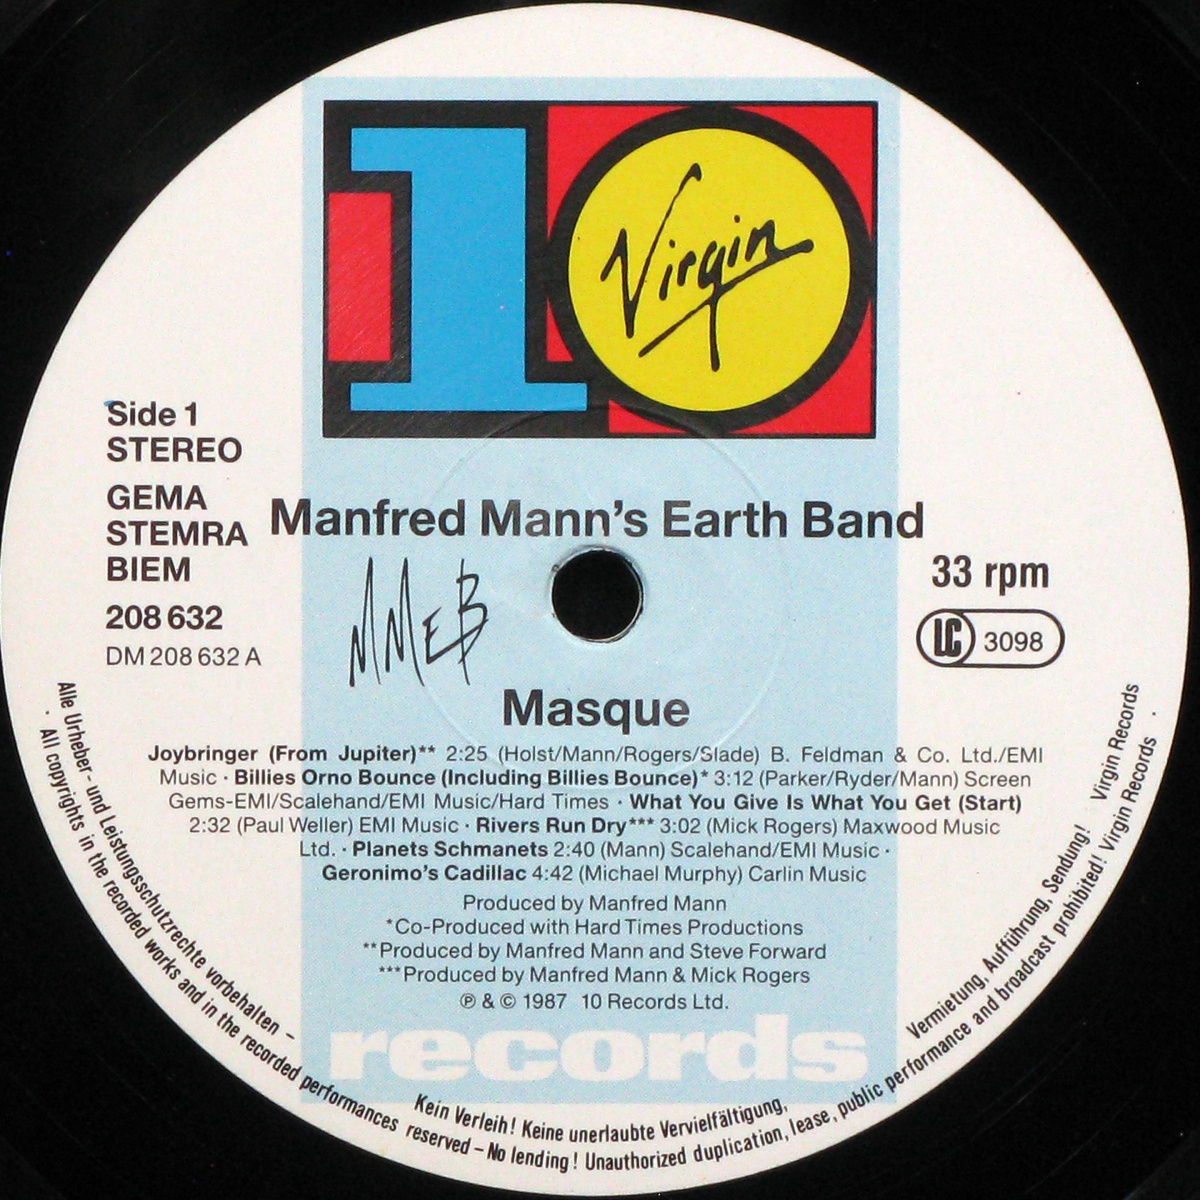 10
Virgin
Side 1
STEREO
GEMA
STEMRA
BIEM
208 632
DM 208 632 A
Manfred Mann's Earth Band
MMEB
33 rpm
LC 3098
Masque
Joybringer (From Jupiter)** 2:25 (Holst/Mann/Rogers/Slade) B. Feldman & Co. Ltd./EMI
Music · Billies Orno Bounce (Including Billies Bounce)* 3:12 (Parker/Ryder/Mann) Screen
Gems-EMI/Scalehand/EMI Music/Hard Times · What You Give Is What You Get (Start)
2:32 (Paul Weller) EMI Music · Rivers Run Dry*** 3:02 (Mick Rogers) Maxwood Music
Ltd. · Planets Schmanets 2:40 (Mann) Scalehand/EMI Music ·
Geronimo's Cadillac 4:42 (Michael Murphy) Carlin Music
Produced by Manfred Mann
*Co-Produced with Hard Times Productions
**Produced by Manfred Mann and Steve Forward
***Produced by Manfred Mann & Mick Rogers
℗ & © 1987 10 Records Ltd.
records
Alle Urheber- und Leistungsschutzrechte vorbehalten – Kein Verleih! Keine unerlaubte Vervielfältigung, Vermietung, Aufführung, Sendung! Virgin Records
· All copyrights in the recorded works and in the recorded performances reserved – No lending! Unauthorized duplication, lease, public performance and broadcast prohibited! Virgin Records ·